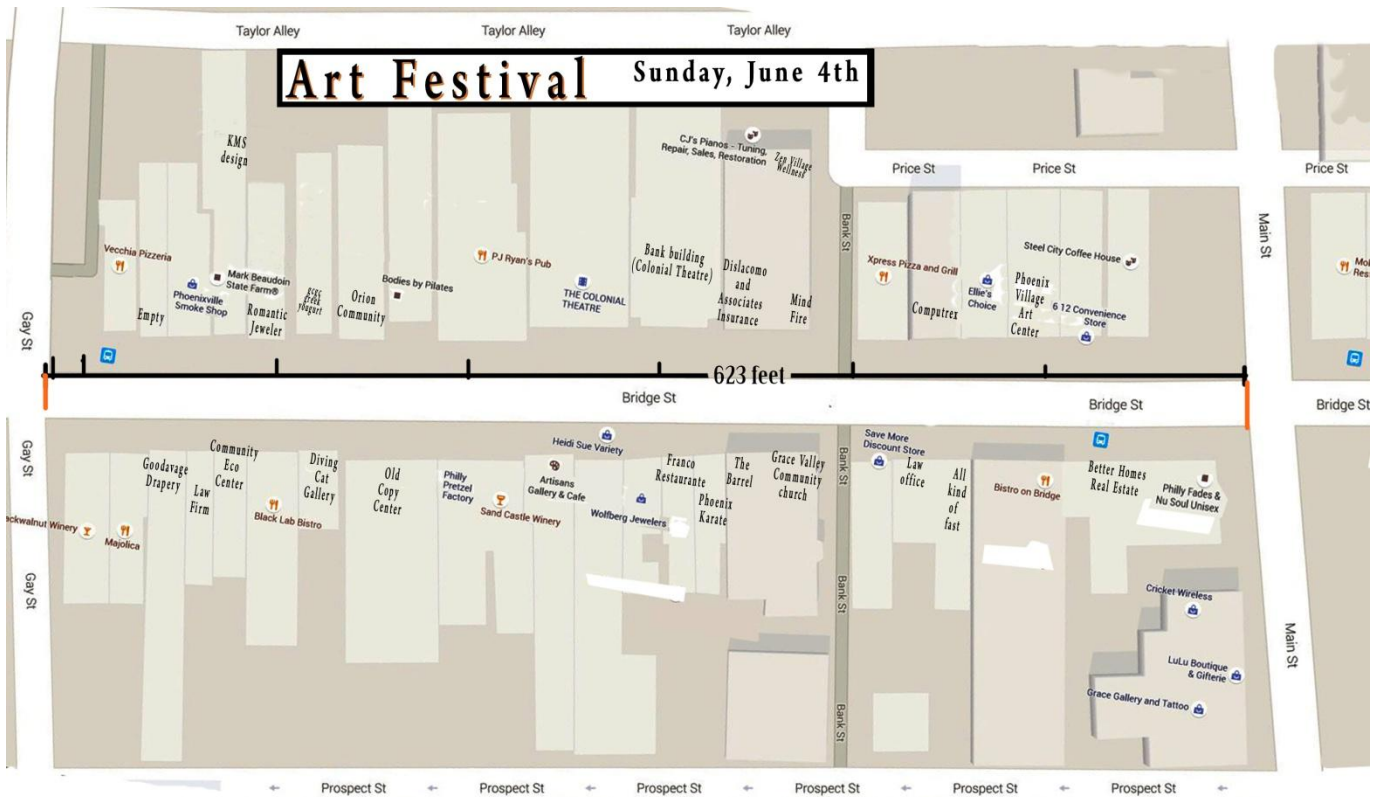 Taylor Alley
Taylor Alley
Taylor Alley
Art Festival
Sunday, June 4th
KMS
design
CJ's Pianos - Tuning,
Repair, Sales, Restoration
Zen Village
Wellness
Price St
Price St
Price St
Bank St
Main St
Vecchia Pizzeria
Empty
Phoenixville
Smoke Shop
Mark Beaudoin
State Farm®
Romantic
Jeweler
greek
Orion
Community
Bodies by Pilates
PJ Ryan's Pub
THE COLONIAL
THEATRE
Bank building
(Colonial Theatre)
Dislacomo
and
Associates
Insurance
Mind
Fire
Xpress Pizza and Grill
Computrex
Ellie's
Choice
Phoenix
Village
Art
Center
Steel City Coffee House
6 12 Convenience
Store
Gay St
623 feet
Bridge St
Bridge St
Bridge St
Gay St
Goodavage
Drapery
Law
Firm
Community
Eco
Center
Diving
Cat
Gallery
Black Lab Bistro
Old
Copy
Center
Philly
Pretzel
Factory
Sand Castle Winery
Artisans
Gallery & Cafe
Heidi Sue Variety
Wolfberg Jewelers
Franco
Restaurante
Phoenix
Karate
The
Barrel
Grace Valley
Community
church
Bank St
Save More
Discount Store
Law
office
All
kind
of
fast
Bistro on Bridge
Better Homes
Real Estate
Philly Fades &
Nu Soul Unisex
ackwalnut Winery
Majolica
Gay St
Bank St
Cricket Wireless
Main St
LuLu Boutique
& Gifterie
Grace Gallery and Tattoo
Bank St
Prospect St
Prospect St
Prospect St
Prospect St
Prospect St
Prospect St